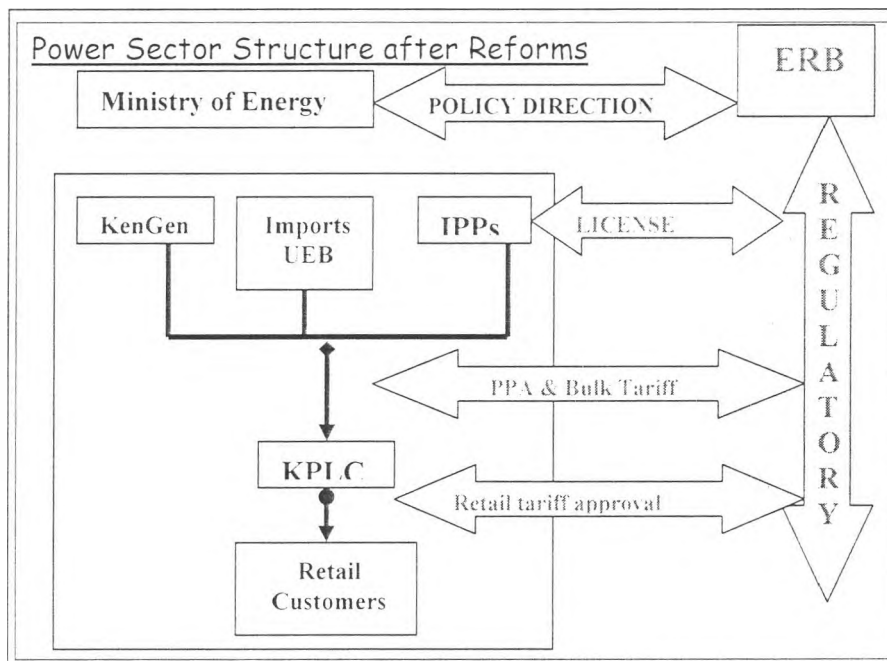 Power Sector Structure after Reforms
ERB
Ministry of Energy
POLICY DIRECTION
KenGen
Imports
UEB
IPPs
LICENSE
REGULATORY
PPA & Bulk Tariff
KPLC
Retail tariff approval
Retail
Customers